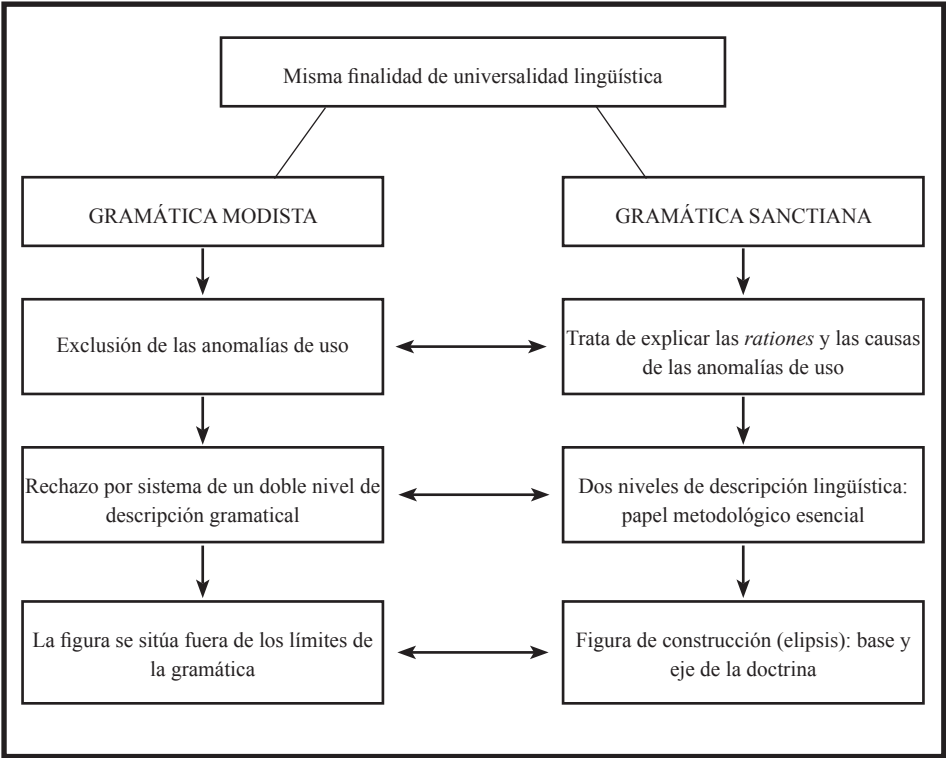 Misma finalidad de universalidad lingüística
GRAMÁTICA MODISTA
GRAMÁTICA SANCTIANA
Exclusión de las anomalías de uso
Trata de explicar las rationes y las causas
de las anomalías de uso
Rechazo por sistema de un doble nivel de
descripción gramatical
Dos niveles de descripción lingüística:
papel metodológico esencial
La figura se sitúa fuera de los límites de
la gramática
Figura de construcción (elipsis): base y
eje de la doctrina